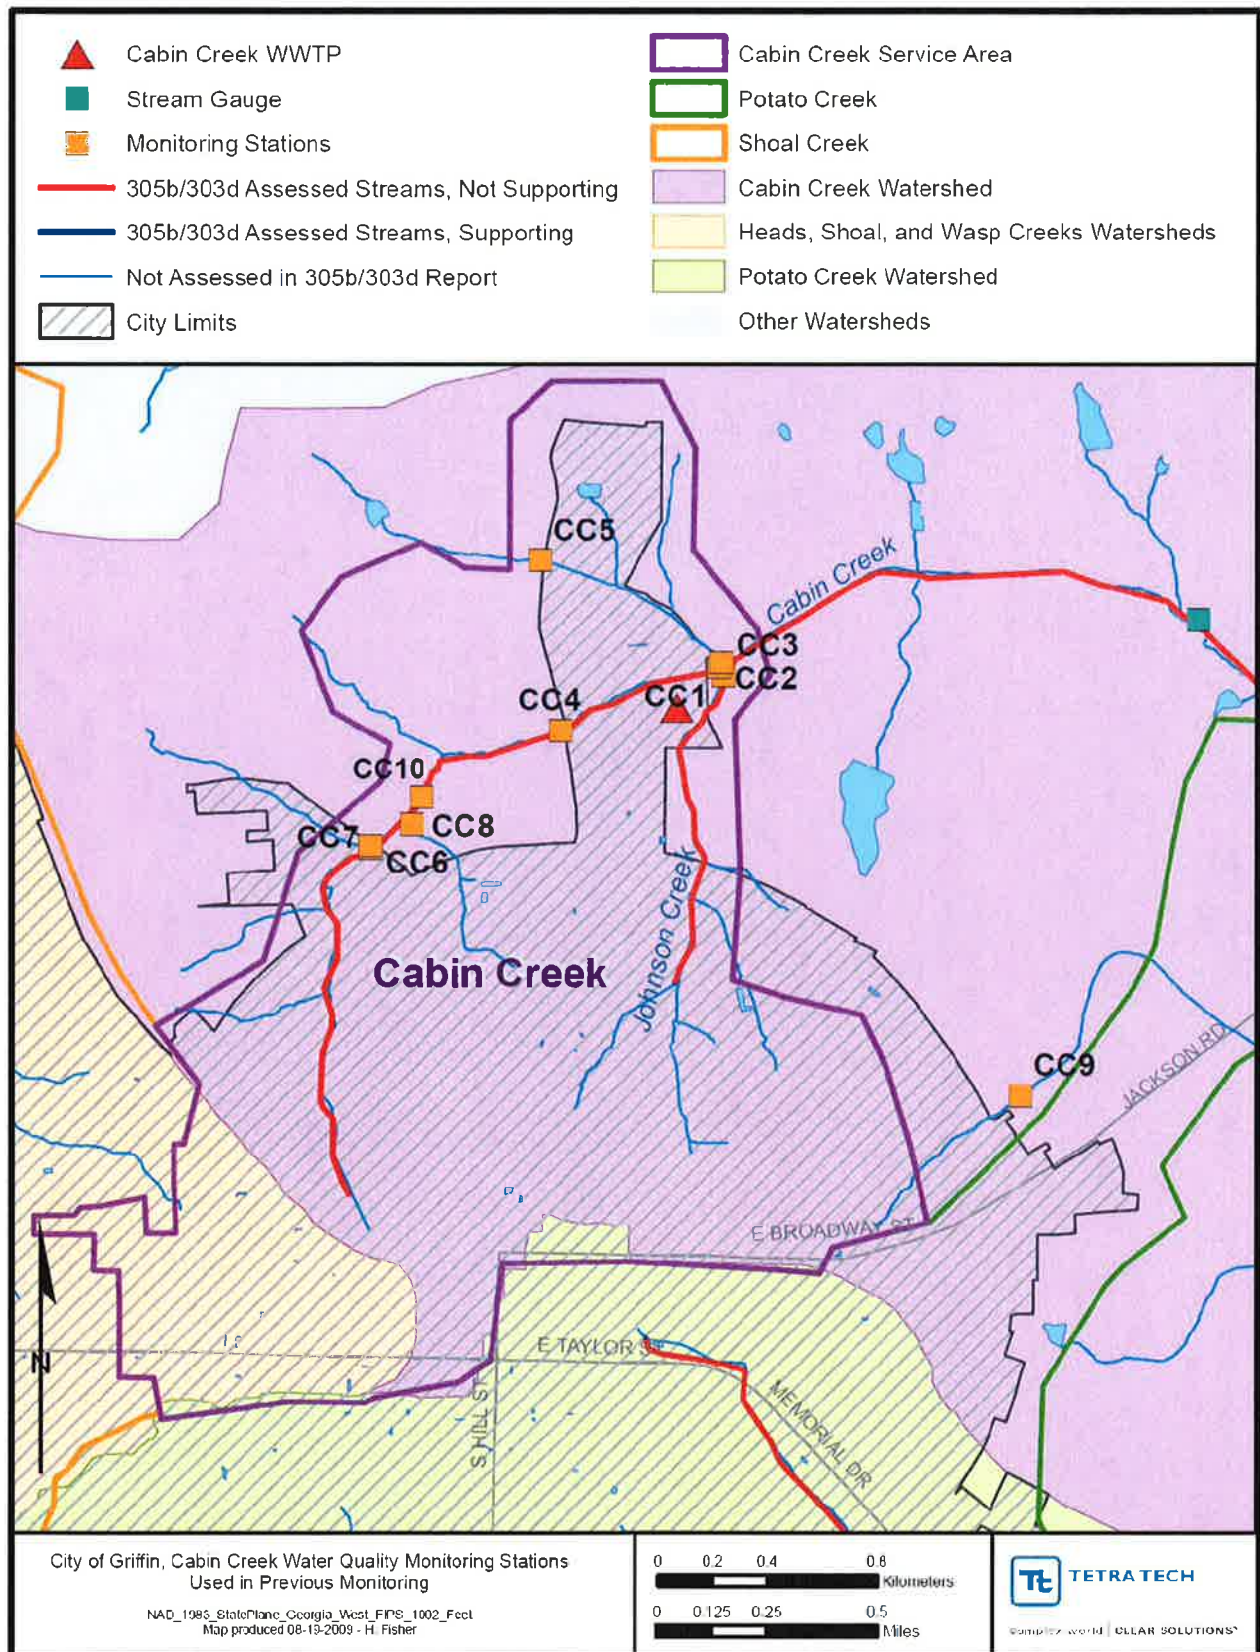 Cabin Creek WWTP
Stream Gauge
Monitoring Stations
305b/303d Assessed Streams, Not Supporting
305b/303d Assessed Streams, Supporting
Not Assessed in 305b/303d Report
City Limits
Cabin Creek Service Area
Potato Creek
Shoal Creek
Cabin Creek Watershed
Heads, Shoal, and Wasp Creeks Watersheds
Potato Creek Watershed
Other Watersheds
CC5
Cabin Creek
CC3
CC2
CC4
CC1
CC10
CC8
CC7
CC6
Johnson Creek
Cabin Creek
CC9
JACKSON RD
E BROADWAY ST
E TAYLOR ST
S HILL ST
MEMORIAL DR
N
City of Griffin, Cabin Creek Water Quality Monitoring Stations
Used in Previous Monitoring
NAD_1983_StatePlane_Georgia_West_FIPS_1002_Feet
Map produced 08-19-2009 - H. Fisher
0 0.2 0.4 0.8
Kilometers
0 0.125 0.25 0.5
Miles
Tt TETRA TECH
complex world | CLEAR SOLUTIONS